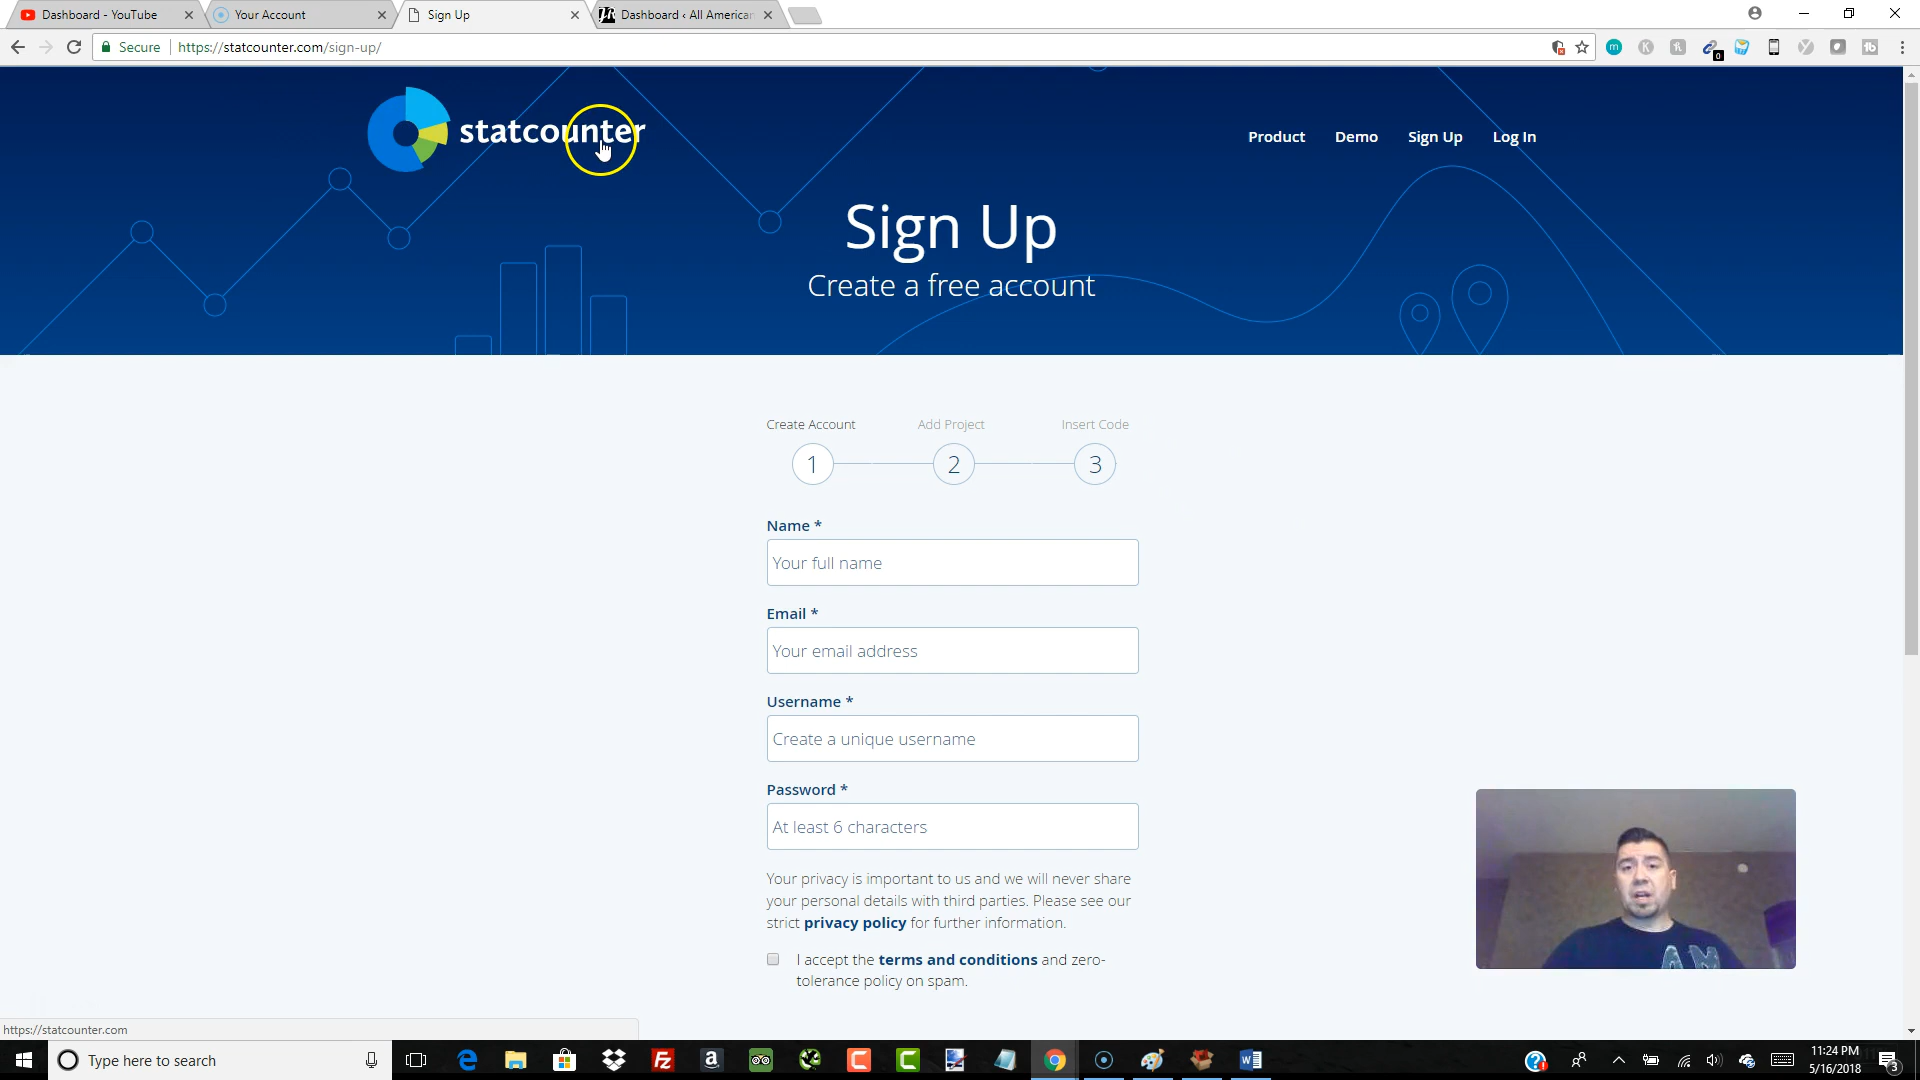 Dashboard - YouTube
Your Account
Sign Up
Dashboard ‹ All American
Secure
https://statcounter.com/sign-up/
statcounter
Product
Demo
Sign Up
Log In
Sign Up
Create a free account
Create Account
Add Project
Insert Code
1
2
3
Name *
Your full name
Email *
Your email address
Username *
Create a unique username
Password *
At least 6 characters
Your privacy is important to us and we will never share
your personal details with third parties. Please see our
strict privacy policy for further information.
I accept the terms and conditions and zero-
tolerance policy on spam.
https://statcounter.com
Type here to search
11:24 PM
5/16/2018
3